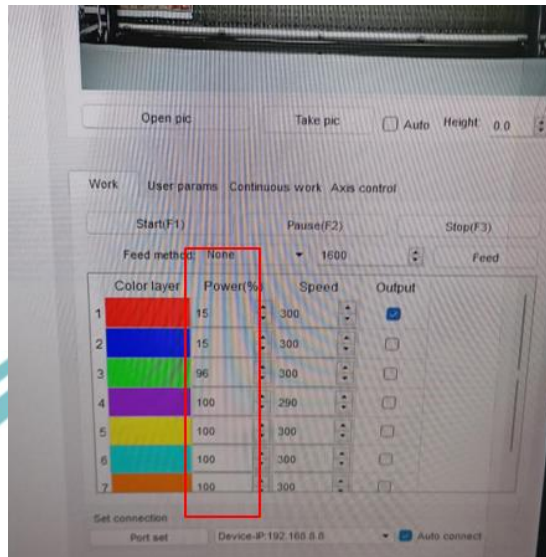 Open pic Take pic Auto Height: 0.0
Work User params Continuous work Axis control
Start(F1) Pause(F2) Stop(F3)
Feed method: None 1600 Feed
Color layer Power(%) Speed Output
1 15 300
2 15 300
3 96 300
4 100 290
5 100 300
6 100 300
7 100 300
Set connection
Port set Device-IP:192.168.8.8 Auto connect